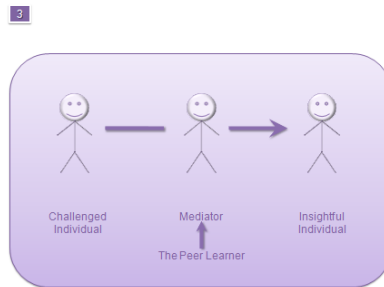 3
Challenged Individual
Mediator
Insightful Individual
The Peer Learner